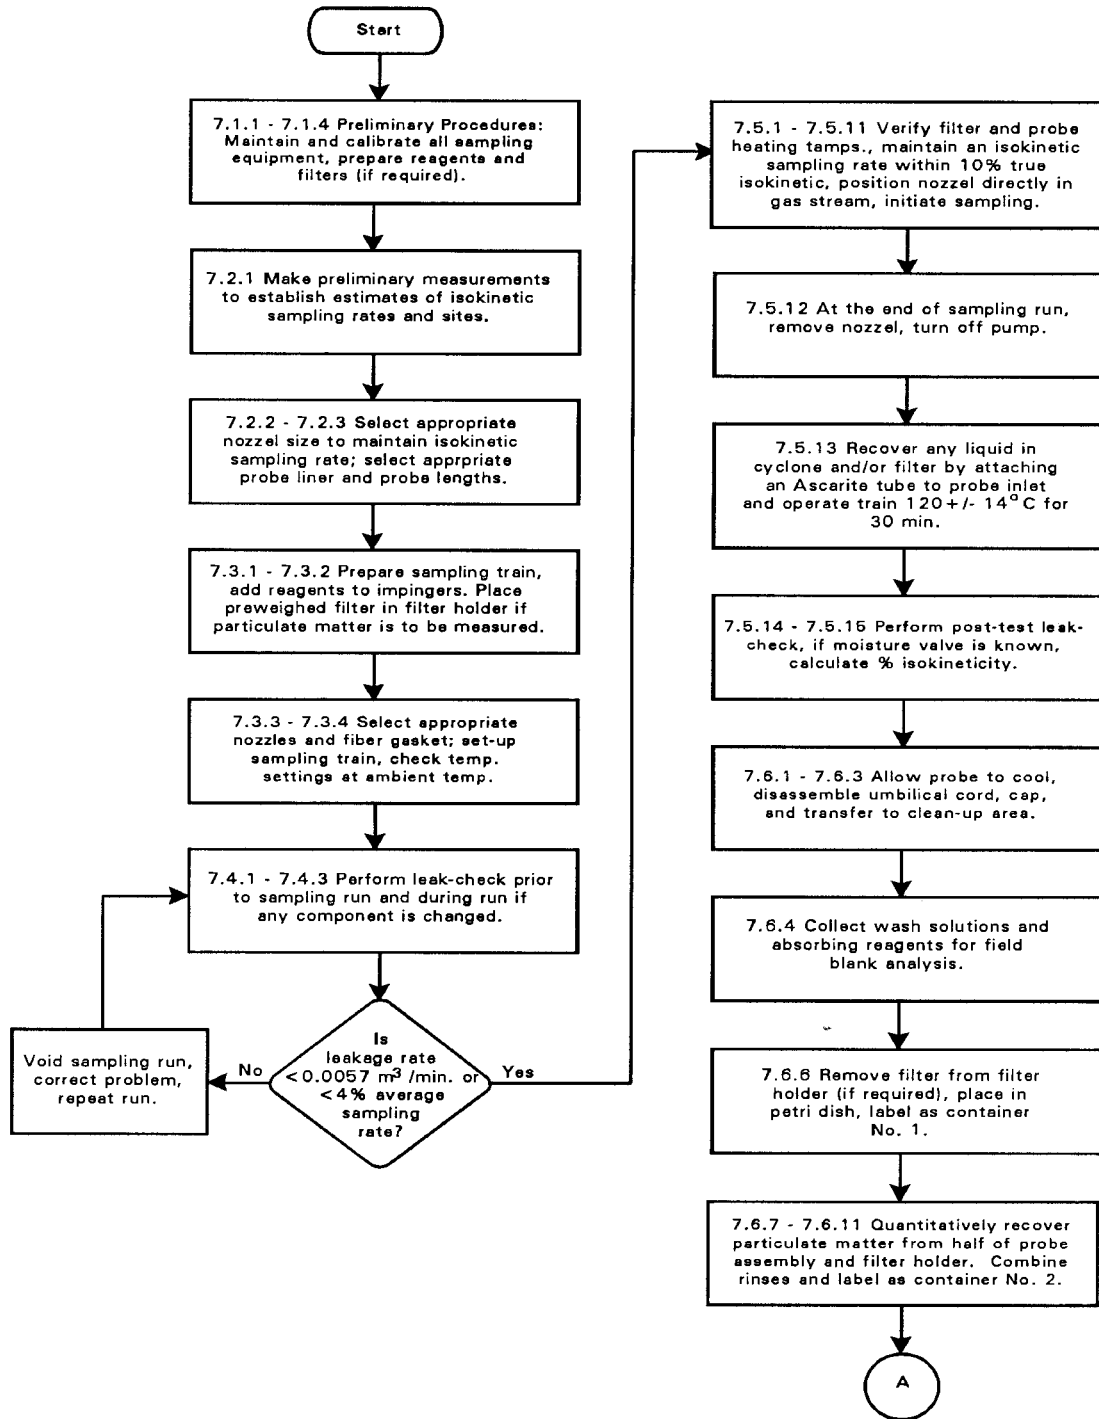 Start
7.1.1 - 7.1.4 Preliminary Procedures:
Maintain and calibrate all sampling
equipment, prepare reagents and
filters (if required).
7.2.1 Make preliminary measurements
to establish estimates of isokinetic
sampling rates and sites.
7.2.2 - 7.2.3 Select appropriate
nozzel size to maintain isokinetic
sampling rate; select apprpriate
probe liner and probe lengths.
7.3.1 - 7.3.2 Prepare sampling train,
add reagents to impingers. Place
preweighed filter in filter holder if
particulate matter is to be measured.
7.3.3 - 7.3.4 Select appropriate
nozzles and fiber gasket; set-up
sampling train, check temp.
settings at ambient temp.
7.4.1 - 7.4.3 Perform leak-check prior
to sampling run and during run if
any component is changed.
Is
leakage rate
<0.0057 m³ /min. or
<4% average
sampling
rate?
No
Yes
Void sampling run,
correct problem,
repeat run.
7.5.1 - 7.5.11 Verify filter and probe
heating tamps., maintain an isokinetic
sampling rate within 10% true
isokinetic, position nozzel directly in
gas stream, initiate sampling.
7.5.12 At the end of sampling run,
remove nozzel, turn off pump.
7.5.13 Recover any liquid in
cyclone and/or filter by attaching
an Ascarite tube to probe inlet
and operate train 120+/- 14°C for
30 min.
7.5.14 - 7.5.15 Perform post-test leak-
check, if moisture valve is known,
calculate % isokineticity.
7.6.1 - 7.6.3 Allow probe to cool,
disassemble umbilical cord, cap,
and transfer to clean-up area.
7.6.4 Collect wash solutions and
absorbing reagents for field
blank analysis.
7.6.6 Remove filter from filter
holder (if required), place in
petri dish, label as container
No. 1.
7.6.7 - 7.6.11 Quantitatively recover
particulate matter from half of probe
assembly and filter holder. Combine
rinses and label as container No. 2.
A